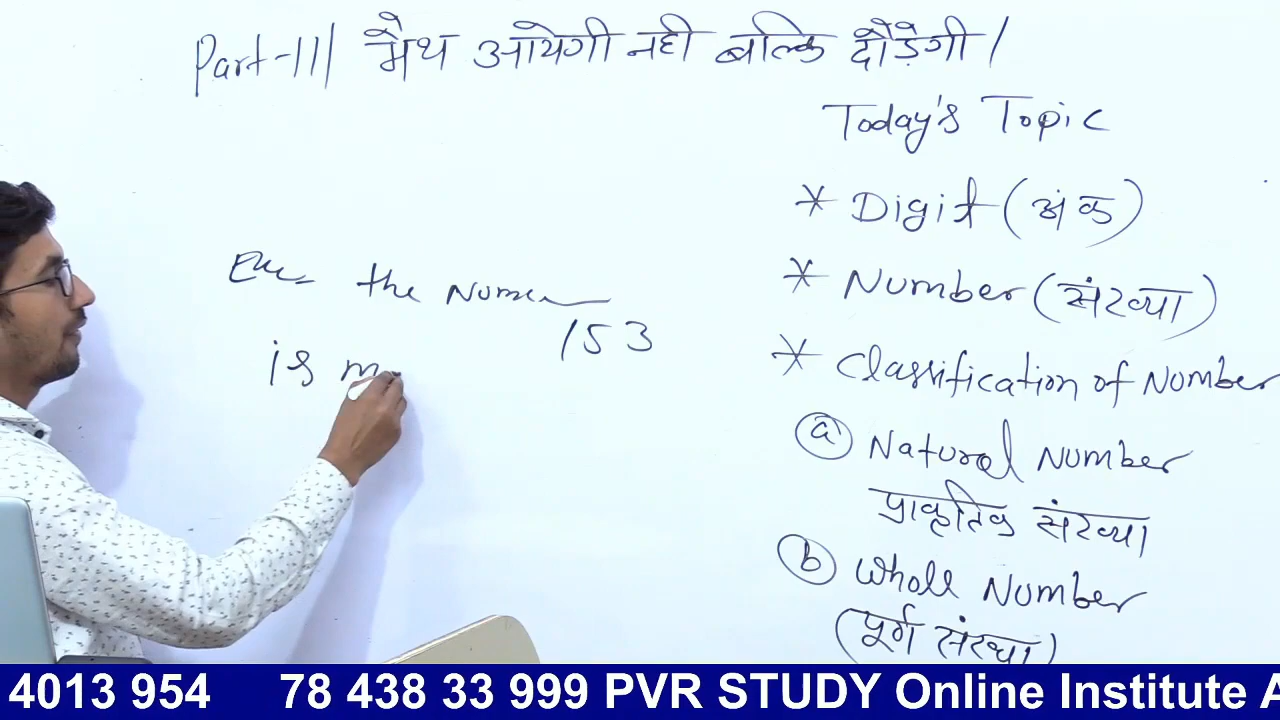 Part-III मैथ आयेगी नही बल्कि दौड़ेगी।
Today's Topic
* Digit (अंक)
* Number (संख्या)
* Classification of Number
(a) Natural Number
प्राकृतिक संख्या
(b) Whole Number
(पूर्ण संख्या)
the
153
is
4013 954 78 438 33 999 PVR STUDY Online Institute A